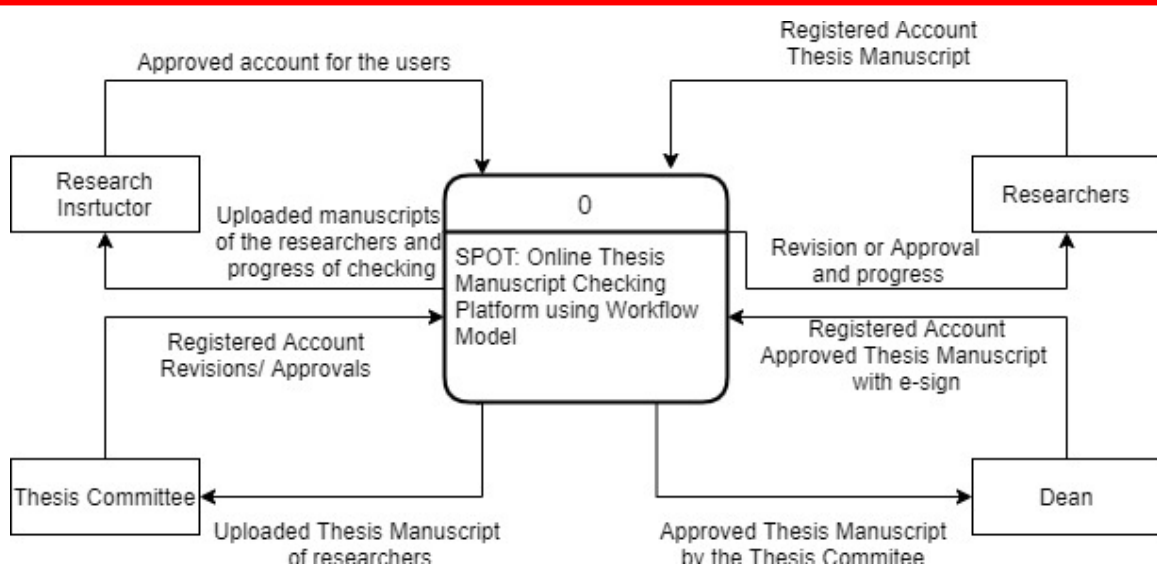 Registered Account
Thesis Manuscript
Approved account for the users
Research
Insrtuctor
Researchers
0
Uploaded manuscripts
of the researchers and
progress of checking
SPOT: Online Thesis
Manuscript Checking
Platform using Workflow
Model
Revision or Approval
and progress
Registered Account
Revisions/ Approvals
Registered Account
Approved Thesis Manuscript
with e-sign
Thesis Committee
Dean
Uploaded Thesis Manuscript
of researchers
Approved Thesis Manuscript
by the Thesis Commitee